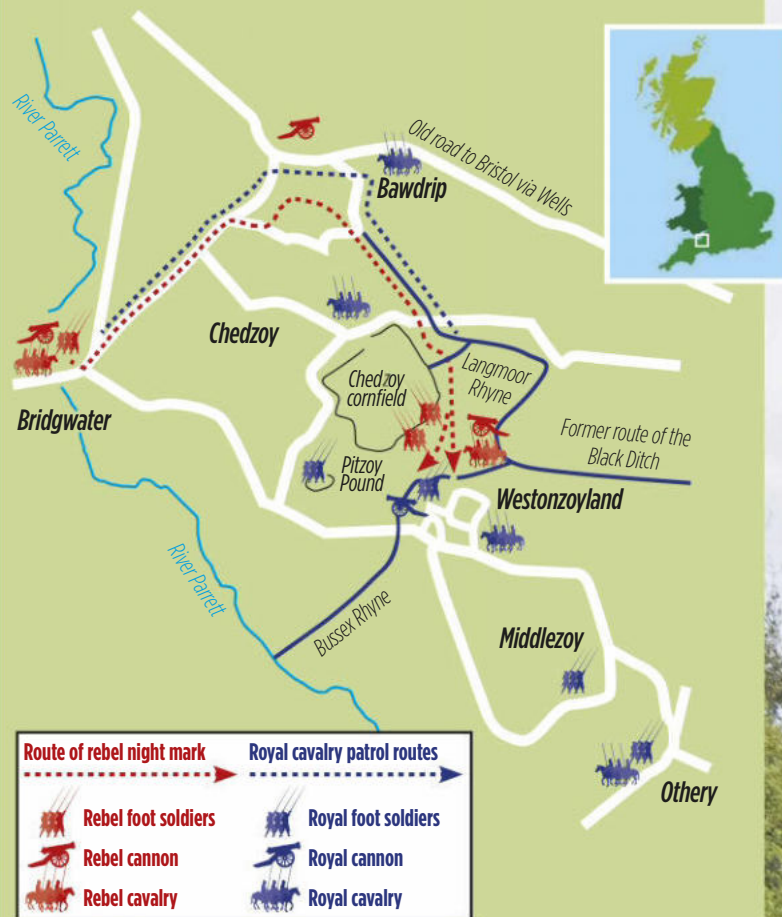 River Parrett
Old road to Bristol via Wells
Bawdrip
Chedzoy
Chedzoy
cornfield
Langmoor
Rhyne
Bridgwater
Former route of the
Black Ditch
Pitzoy
Pound
Westonzoyland
River Parrett
Bussex Rhyne
Middlezoy
Othery
Route of rebel night mark
Royal cavalry patrol routes
Rebel foot soldiers
Royal foot soldiers
Rebel cannon
Royal cannon
Rebel cavalry
Royal cavalry